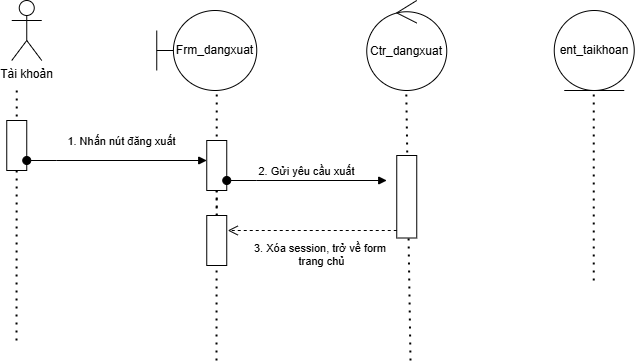 Tài khoản
Frm_dangxuat
Ctr_dangxuat
ent_taikhoan
1. Nhấn nút đăng xuất
2. Gửi yêu cầu xuất
3. Xóa session, trở về form
trang chủ